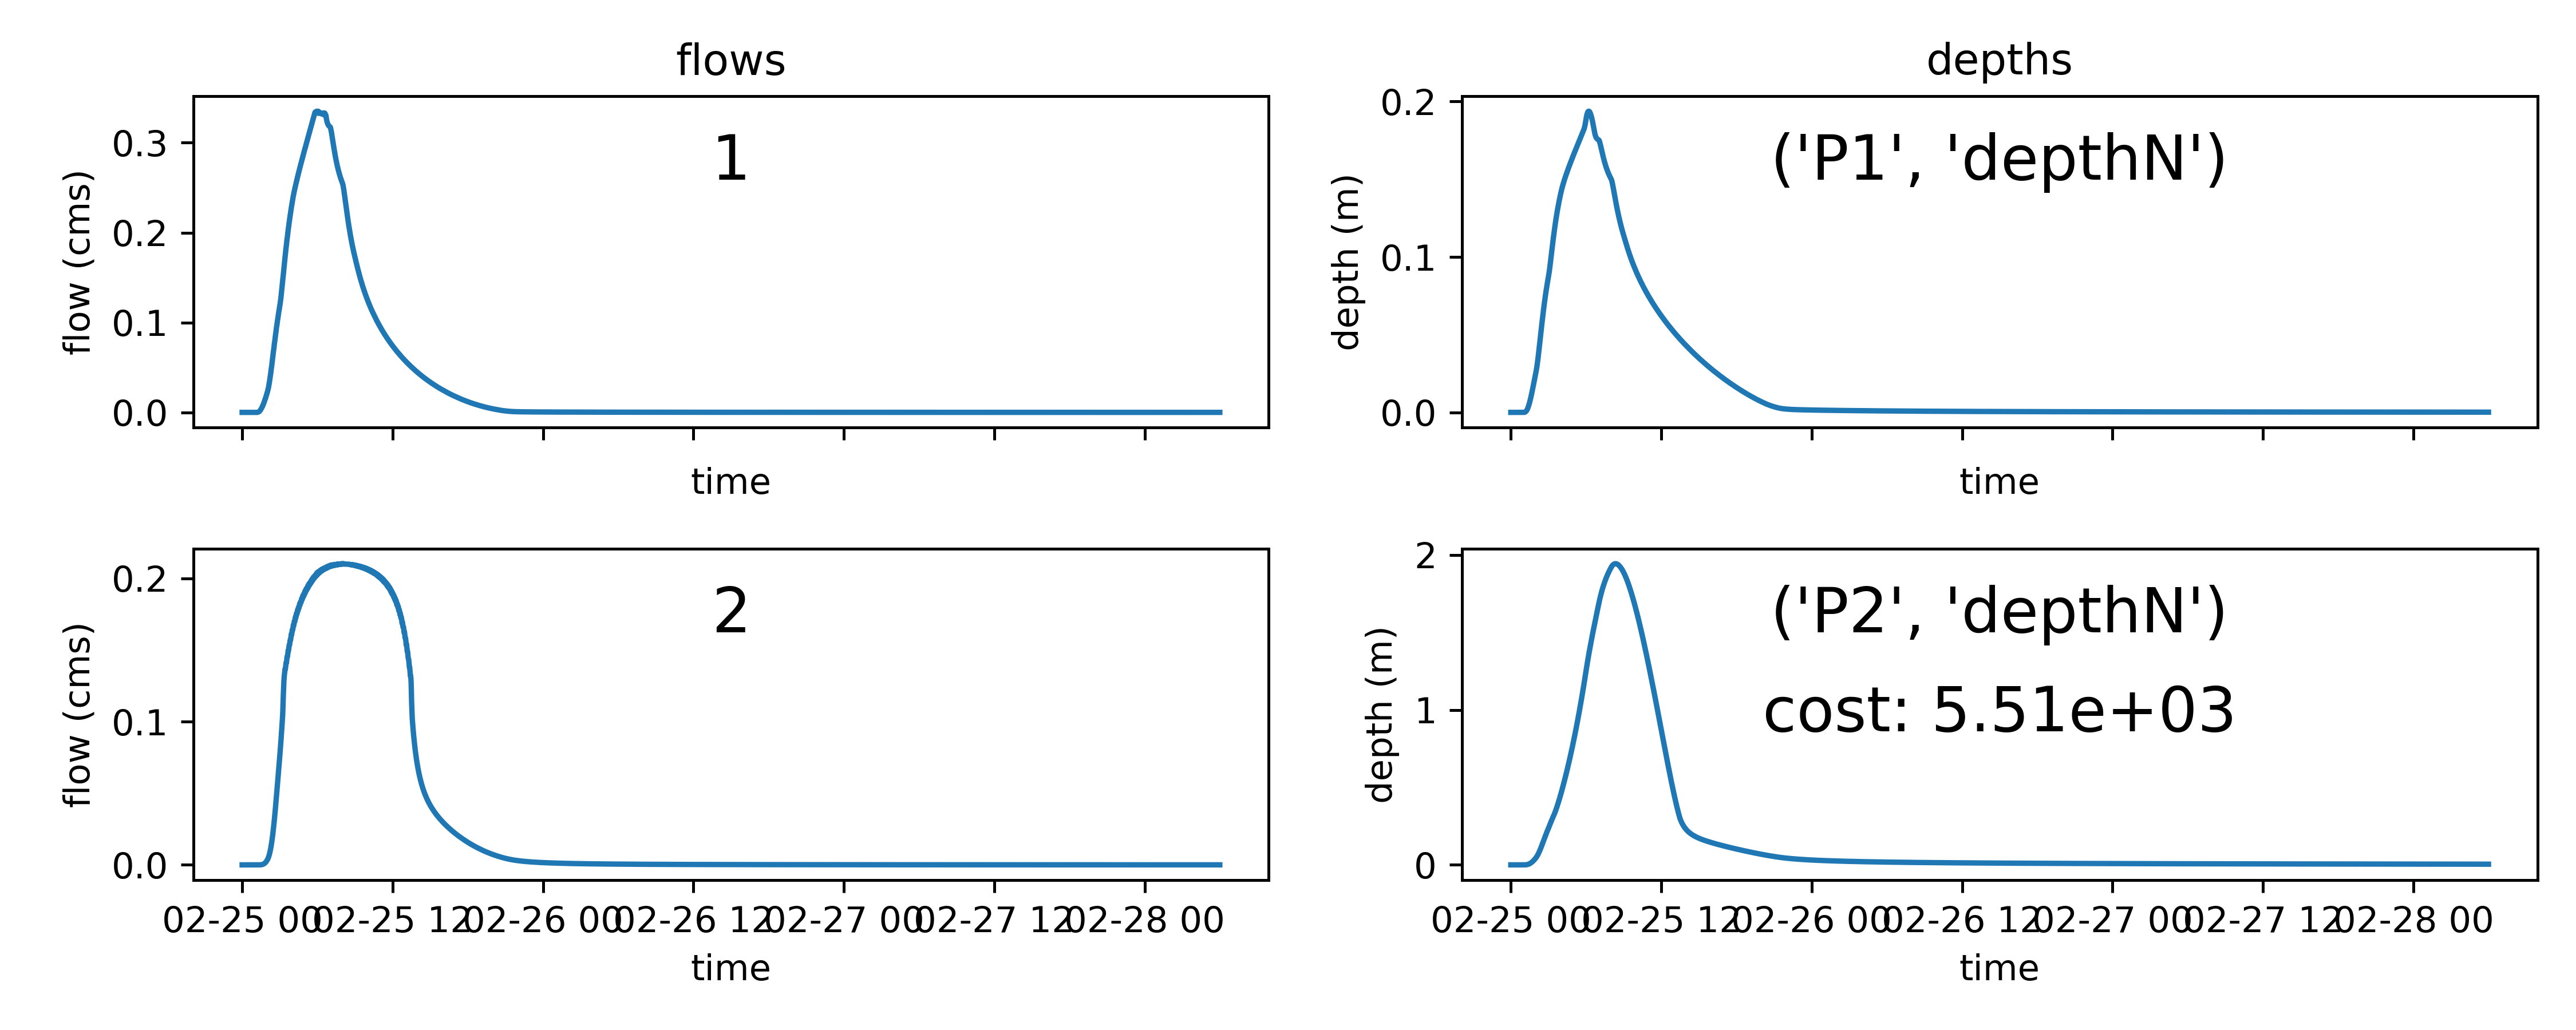 flows
flow (cms)
0.3
0.2
0.1
0.0
1
time
depths
depth (m)
0.2
0.1
0.0
('P1', 'depthN')
time
flow (cms)
0.2
0.1
0.0
2
02-25 00 02-25 12 02-26 00 02-26 12 02-27 00 02-27 12 02-28 00
time
depth (m)
2
1
0
('P2', 'depthN')
cost: 5.51e+03
02-25 00 02-25 12 02-26 00 02-26 12 02-27 00 02-27 12 02-28 00
time